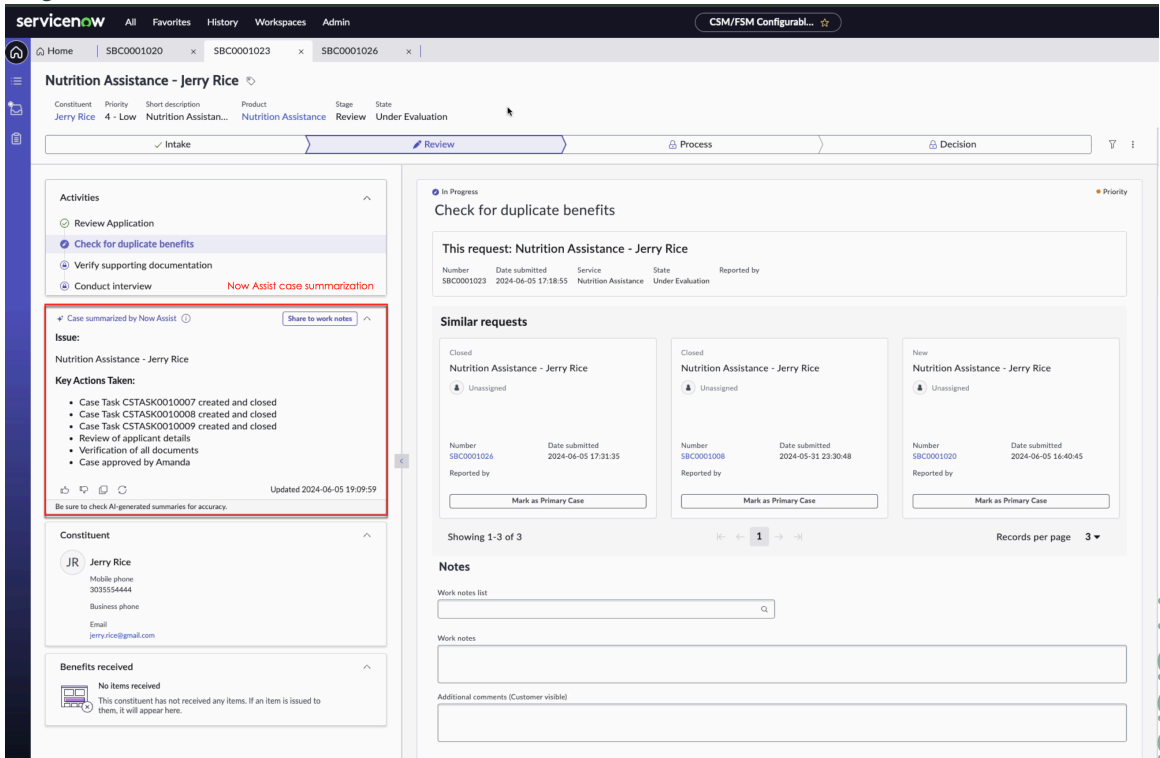 servicenow All Favorites History Workspaces Admin CSM/FSM Configurabl...
Home SBC0001020 × SBC0001023 × SBC0001026 ×
Nutrition Assistance - Jerry Rice
Constituent Priority Short description Product Stage State
Jerry Rice 4 - Low Nutrition Assistan... Nutrition Assistance Review Under Evaluation
Intake Review Process Decision
Activities
Review Application
Check for duplicate benefits
Verify supporting documentation
Conduct interview
Now Assist case summarization
Case summarized by Now Assist Share to work notes
Issue:
Nutrition Assistance - Jerry Rice
Key Actions Taken:
• Case Task CSTASK0010007 created and closed
• Case Task CSTASK0010008 created and closed
• Case Task CSTASK0010009 created and closed
• Review of applicant details
• Verification of all documents
• Case approved by Amanda
Updated 2024-06-05 19:09:59
Be sure to check AI-generated summaries for accuracy.
Constituent
JR Jerry Rice
Mobile phone
3035554444
Business phone
Email
jerry.rice@gmail.com
Benefits received
No items received
This constituent has not received any items. If an item is issued to
them, it will appear here.
In Progress Priority
Check for duplicate benefits
This request: Nutrition Assistance - Jerry Rice
Number Date submitted Service State Reported by
SBC0001023 2024-06-05 17:18:55 Nutrition Assistance Under Evaluation
Similar requests
Closed
Nutrition Assistance - Jerry Rice
Unassigned
Number Date submitted
SBC0001026 2024-06-05 17:31:35
Reported by
Mark as Primary Case
Closed
Nutrition Assistance - Jerry Rice
Unassigned
Number Date submitted
SBC0001008 2024-05-31 23:30:48
Reported by
Mark as Primary Case
New
Nutrition Assistance - Jerry Rice
Unassigned
Number Date submitted
SBC0001020 2024-06-05 16:40:45
Reported by
Mark as Primary Case
Showing 1-3 of 3 1 Records per page 3
Notes
Work notes list
Work notes
Additional comments (Customer visible)